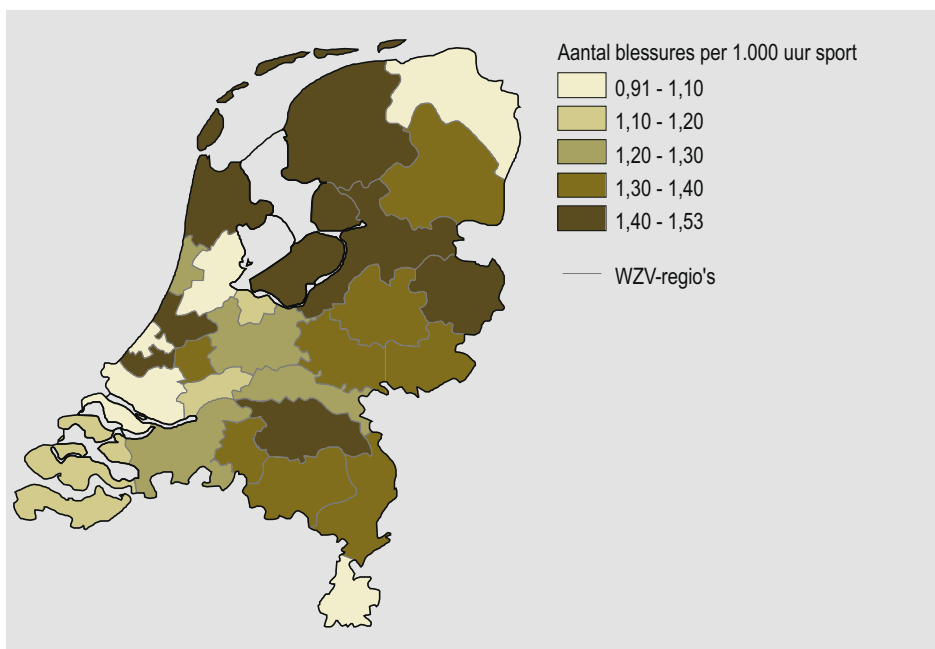 Aantal blessures per 1.000 uur sport
0,91 - 1,10
1,10 - 1,20
1,20 - 1,30
1,30 - 1,40
1,40 - 1,53
WZV-regio's